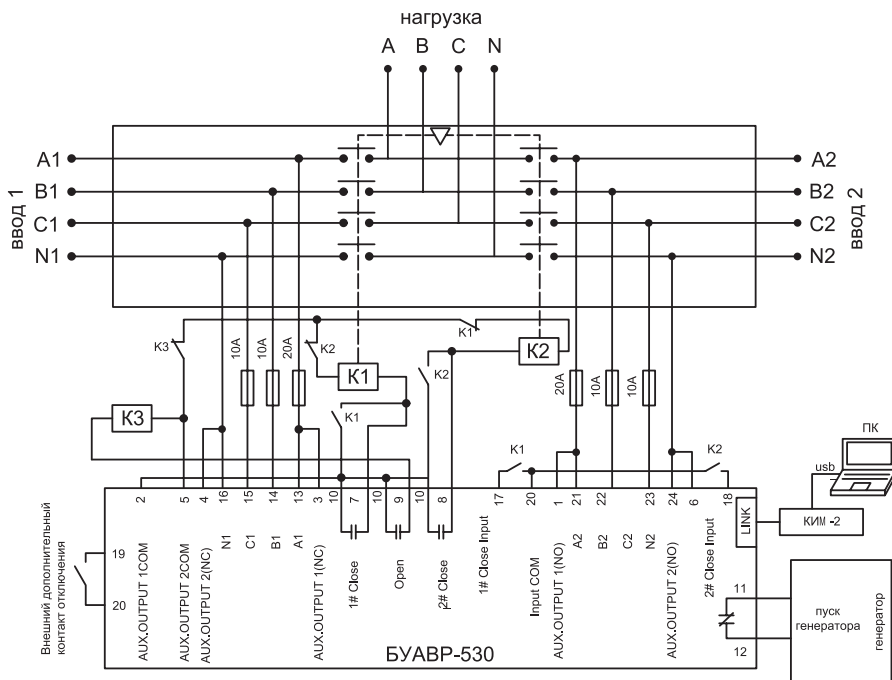 нагрузка
A B C N
A1 A2
B1 B2
C1 C2
N1 N2
ввод 1
ввод 2
K3
10A
10A
20A
K2
K1
K1
K2
K2
K3
K1
20A
10A
10A
K1
K2
ПК
usb
КИМ -2
LINK
2 5 4 16 15 14 13 3 10 7 10 9 10 8 17 20 1 21 22 23 24 6 18
19
20
Внешний дополнительный
контакт отключения
AUX.OUTPUT 1COM
AUX.OUTPUT 2COM
AUX.OUTPUT 2(NC)
N1
C1
B1
A1
AUX.OUTPUT 1(NC)
1# Close
Open
2# Close
1# Close Input
Input COM
AUX.OUTPUT 1(NO)
A2
B2
C2
N2
AUX.OUTPUT 2(NO)
2# Close Input
11
12
пуск
генератора
генератор
БУАВР-530